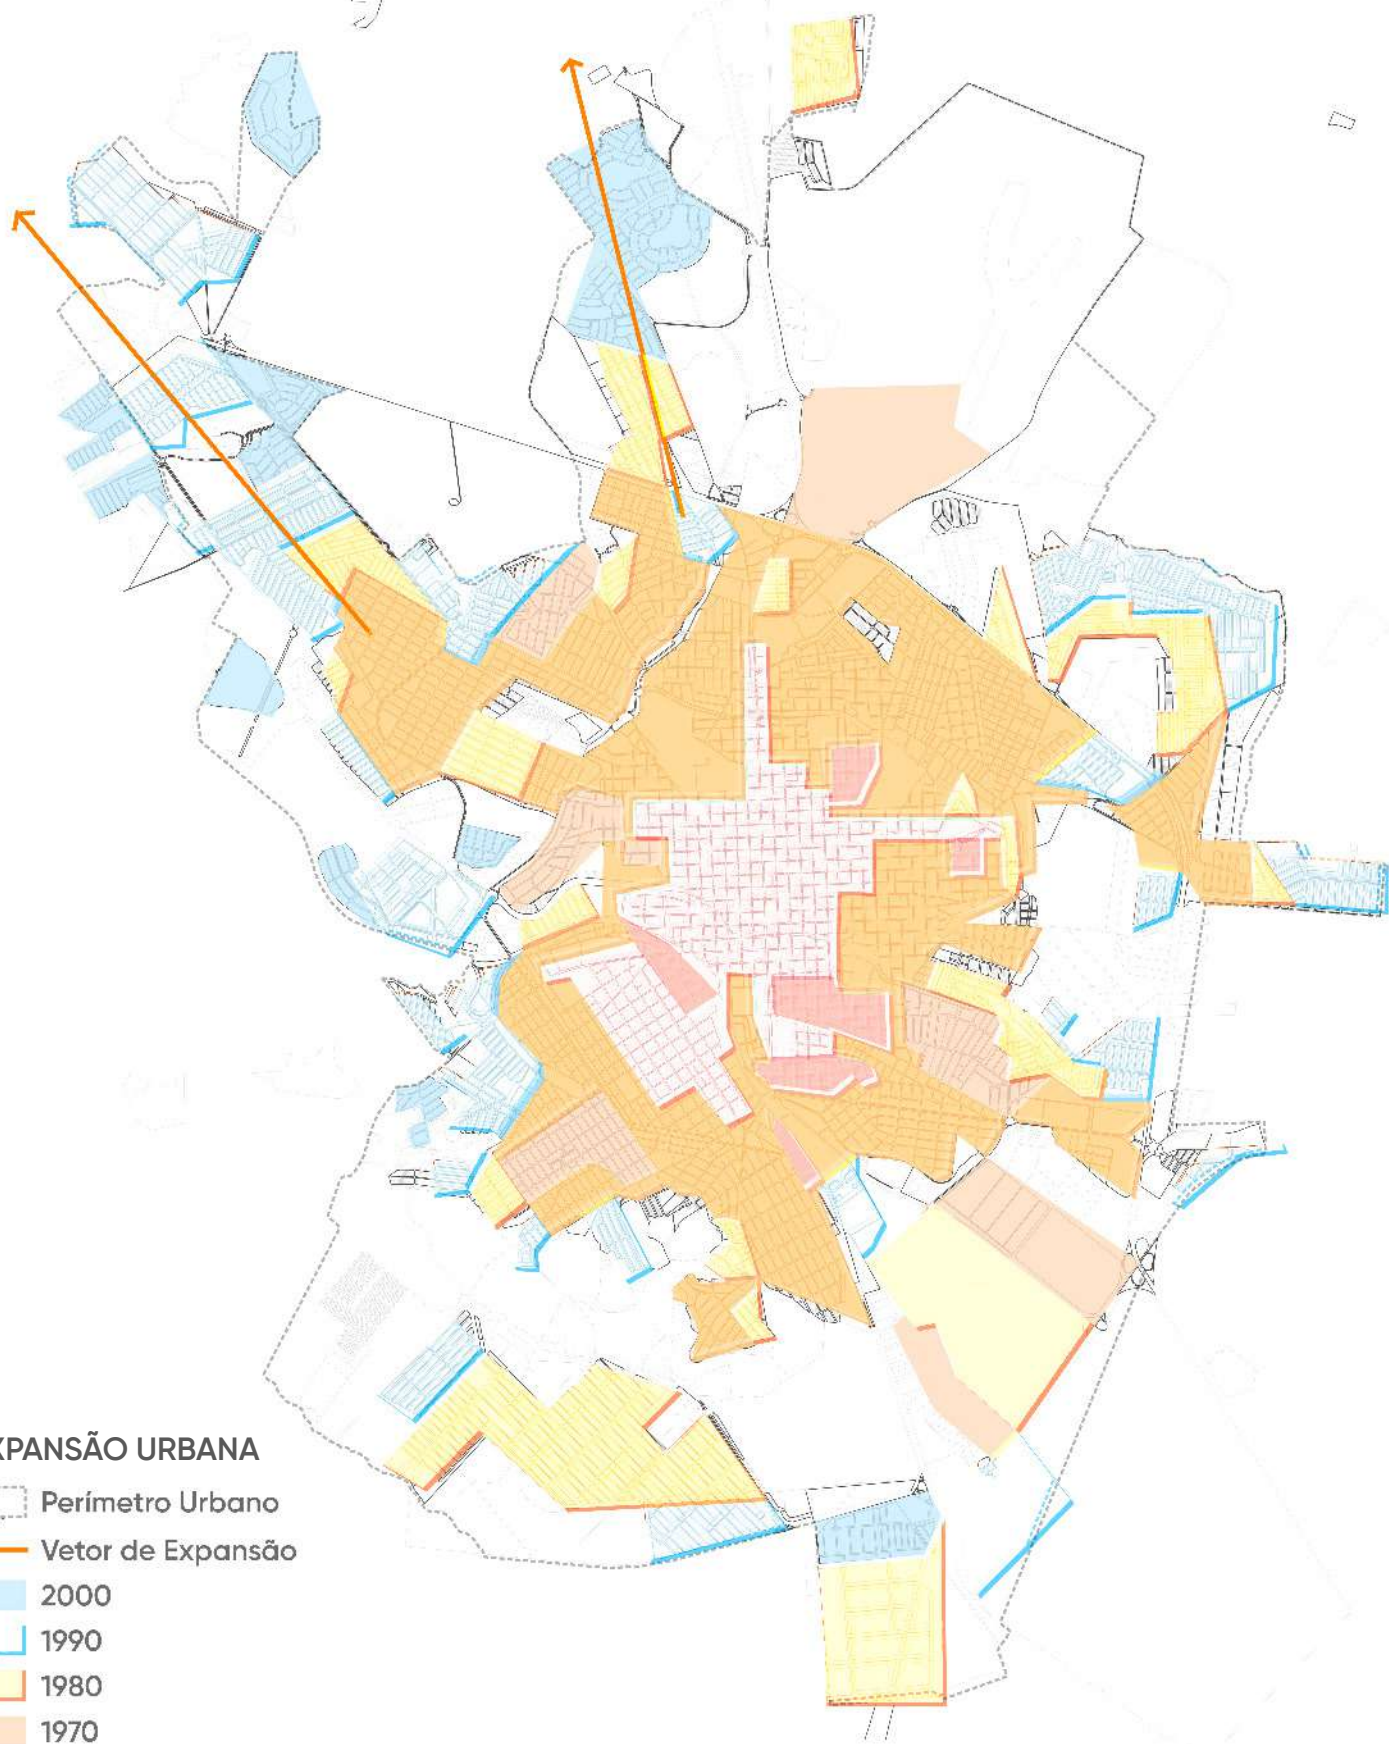 XPANSÃO URBANA
Perímetro Urbano
Vetor de Expansão
2000
1990
1980
1970